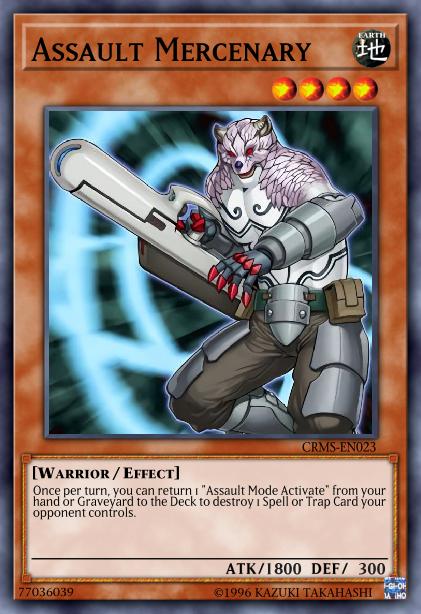 ASSAULT MERCENARY
EARTH
地
CRMS-EN023
[WARRIOR / EFFECT]
Once per turn, you can return 1 "Assault Mode Activate" from your
hand or Graveyard to the Deck to destroy 1 Spell or Trap Card your
opponent controls.
ATK/1800 DEF/ 300
77036039
©1996 KAZUKI TAKAHASHI